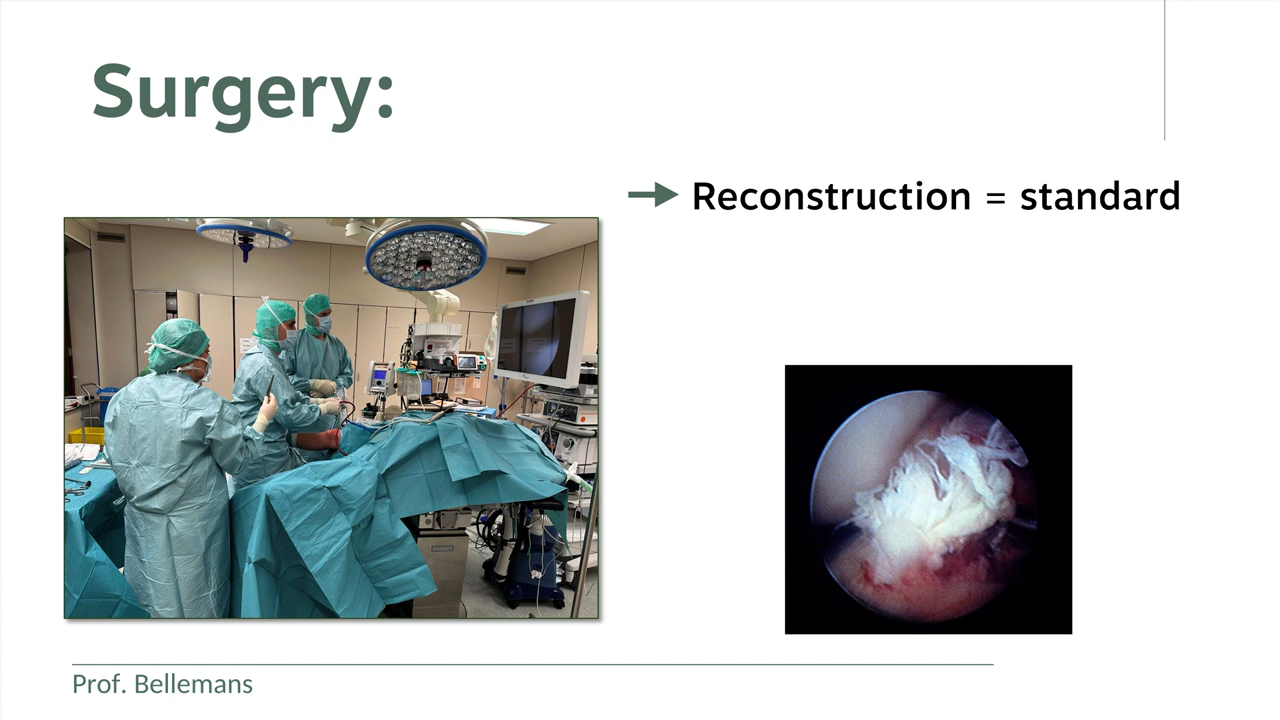 Surgery:
Reconstruction = standard
Prof. Bellemans